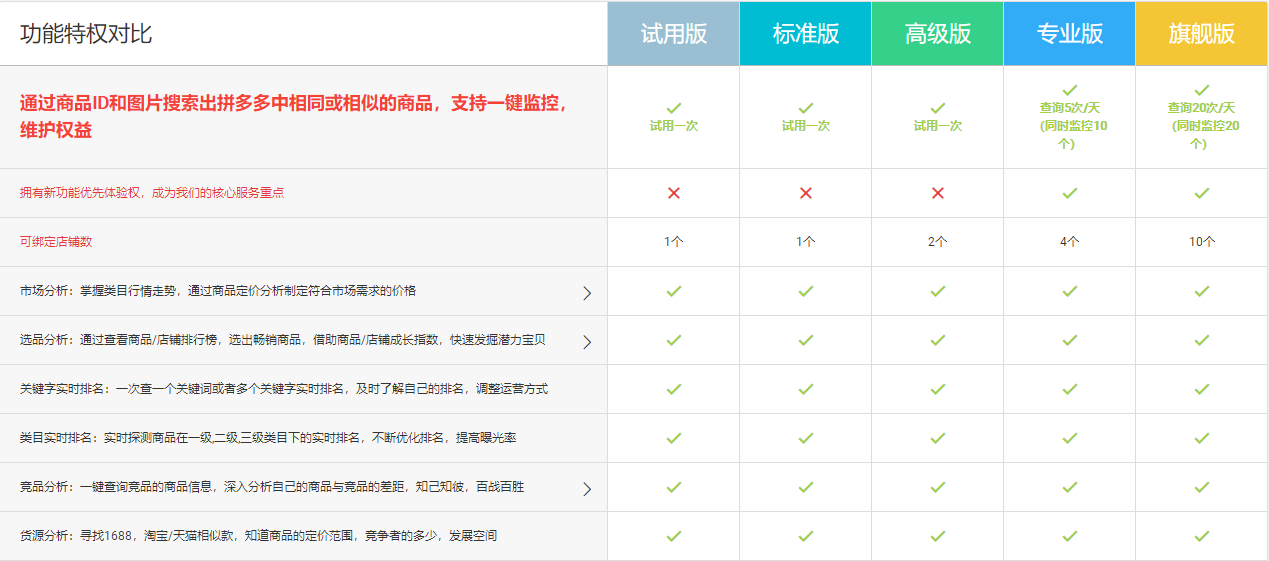 功能特权对比 试用版 标准版 高级版 专业版 旗舰版
通过商品ID和图片搜索出拼多多中相同或相似的商品，支持一键监控，
维护权益
试用一次 试用一次 试用一次
查询5次/天
(同时监控10
个)
查询20次/天
(同时监控20
个)
拥有新功能优先体验权，成为我们的核心服务重点
可绑定店铺数 1个 1个 2个 4个 10个
市场分析：掌握类目行情走势，通过商品定价分析制定符合市场需求的价格
选品分析：通过查看商品/店铺排行榜，选出畅销商品，借助商品/店铺成长指数，快速发掘潜力宝贝
关键字实时排名：一次查一个关键词或者多个关键字实时排名，及时了解自己的排名，调整运营方式
类目实时排名：实时探测商品在一级,二级,三级类目下的实时排名，不断优化排名，提高曝光率
竞品分析：一键查询竞品的商品信息，深入分析自己的商品与竞品的差距，知己知彼，百战百胜
货源分析：寻找1688，淘宝/天猫相似款，知道商品的定价范围，竞争者的多少，发展空间